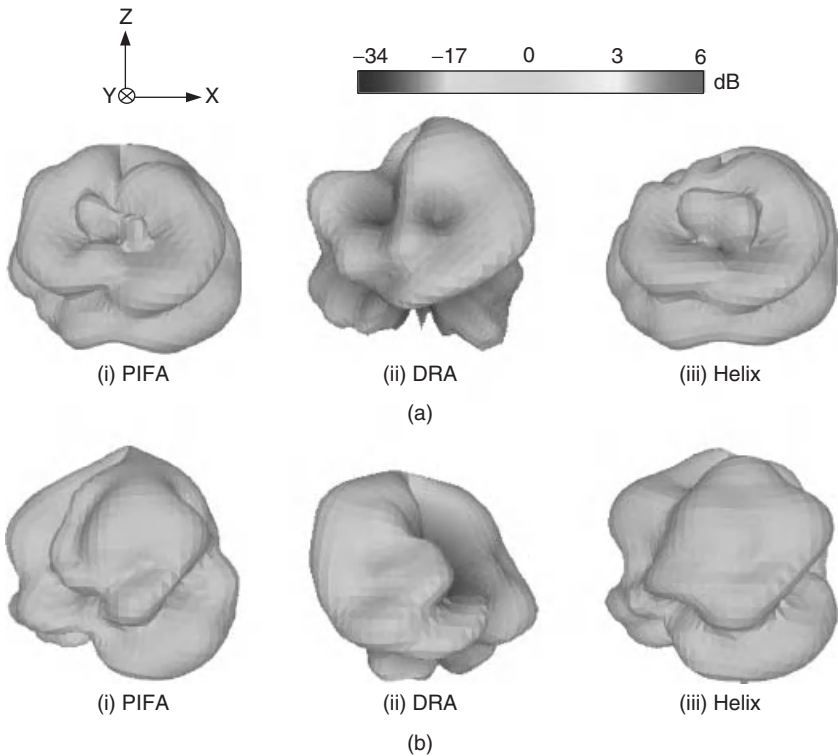 Z
Y X
−34 −17 0 3 6
dB
(i) PIFA (ii) DRA (iii) Helix
(a)
(i) PIFA (ii) DRA (iii) Helix
(b)